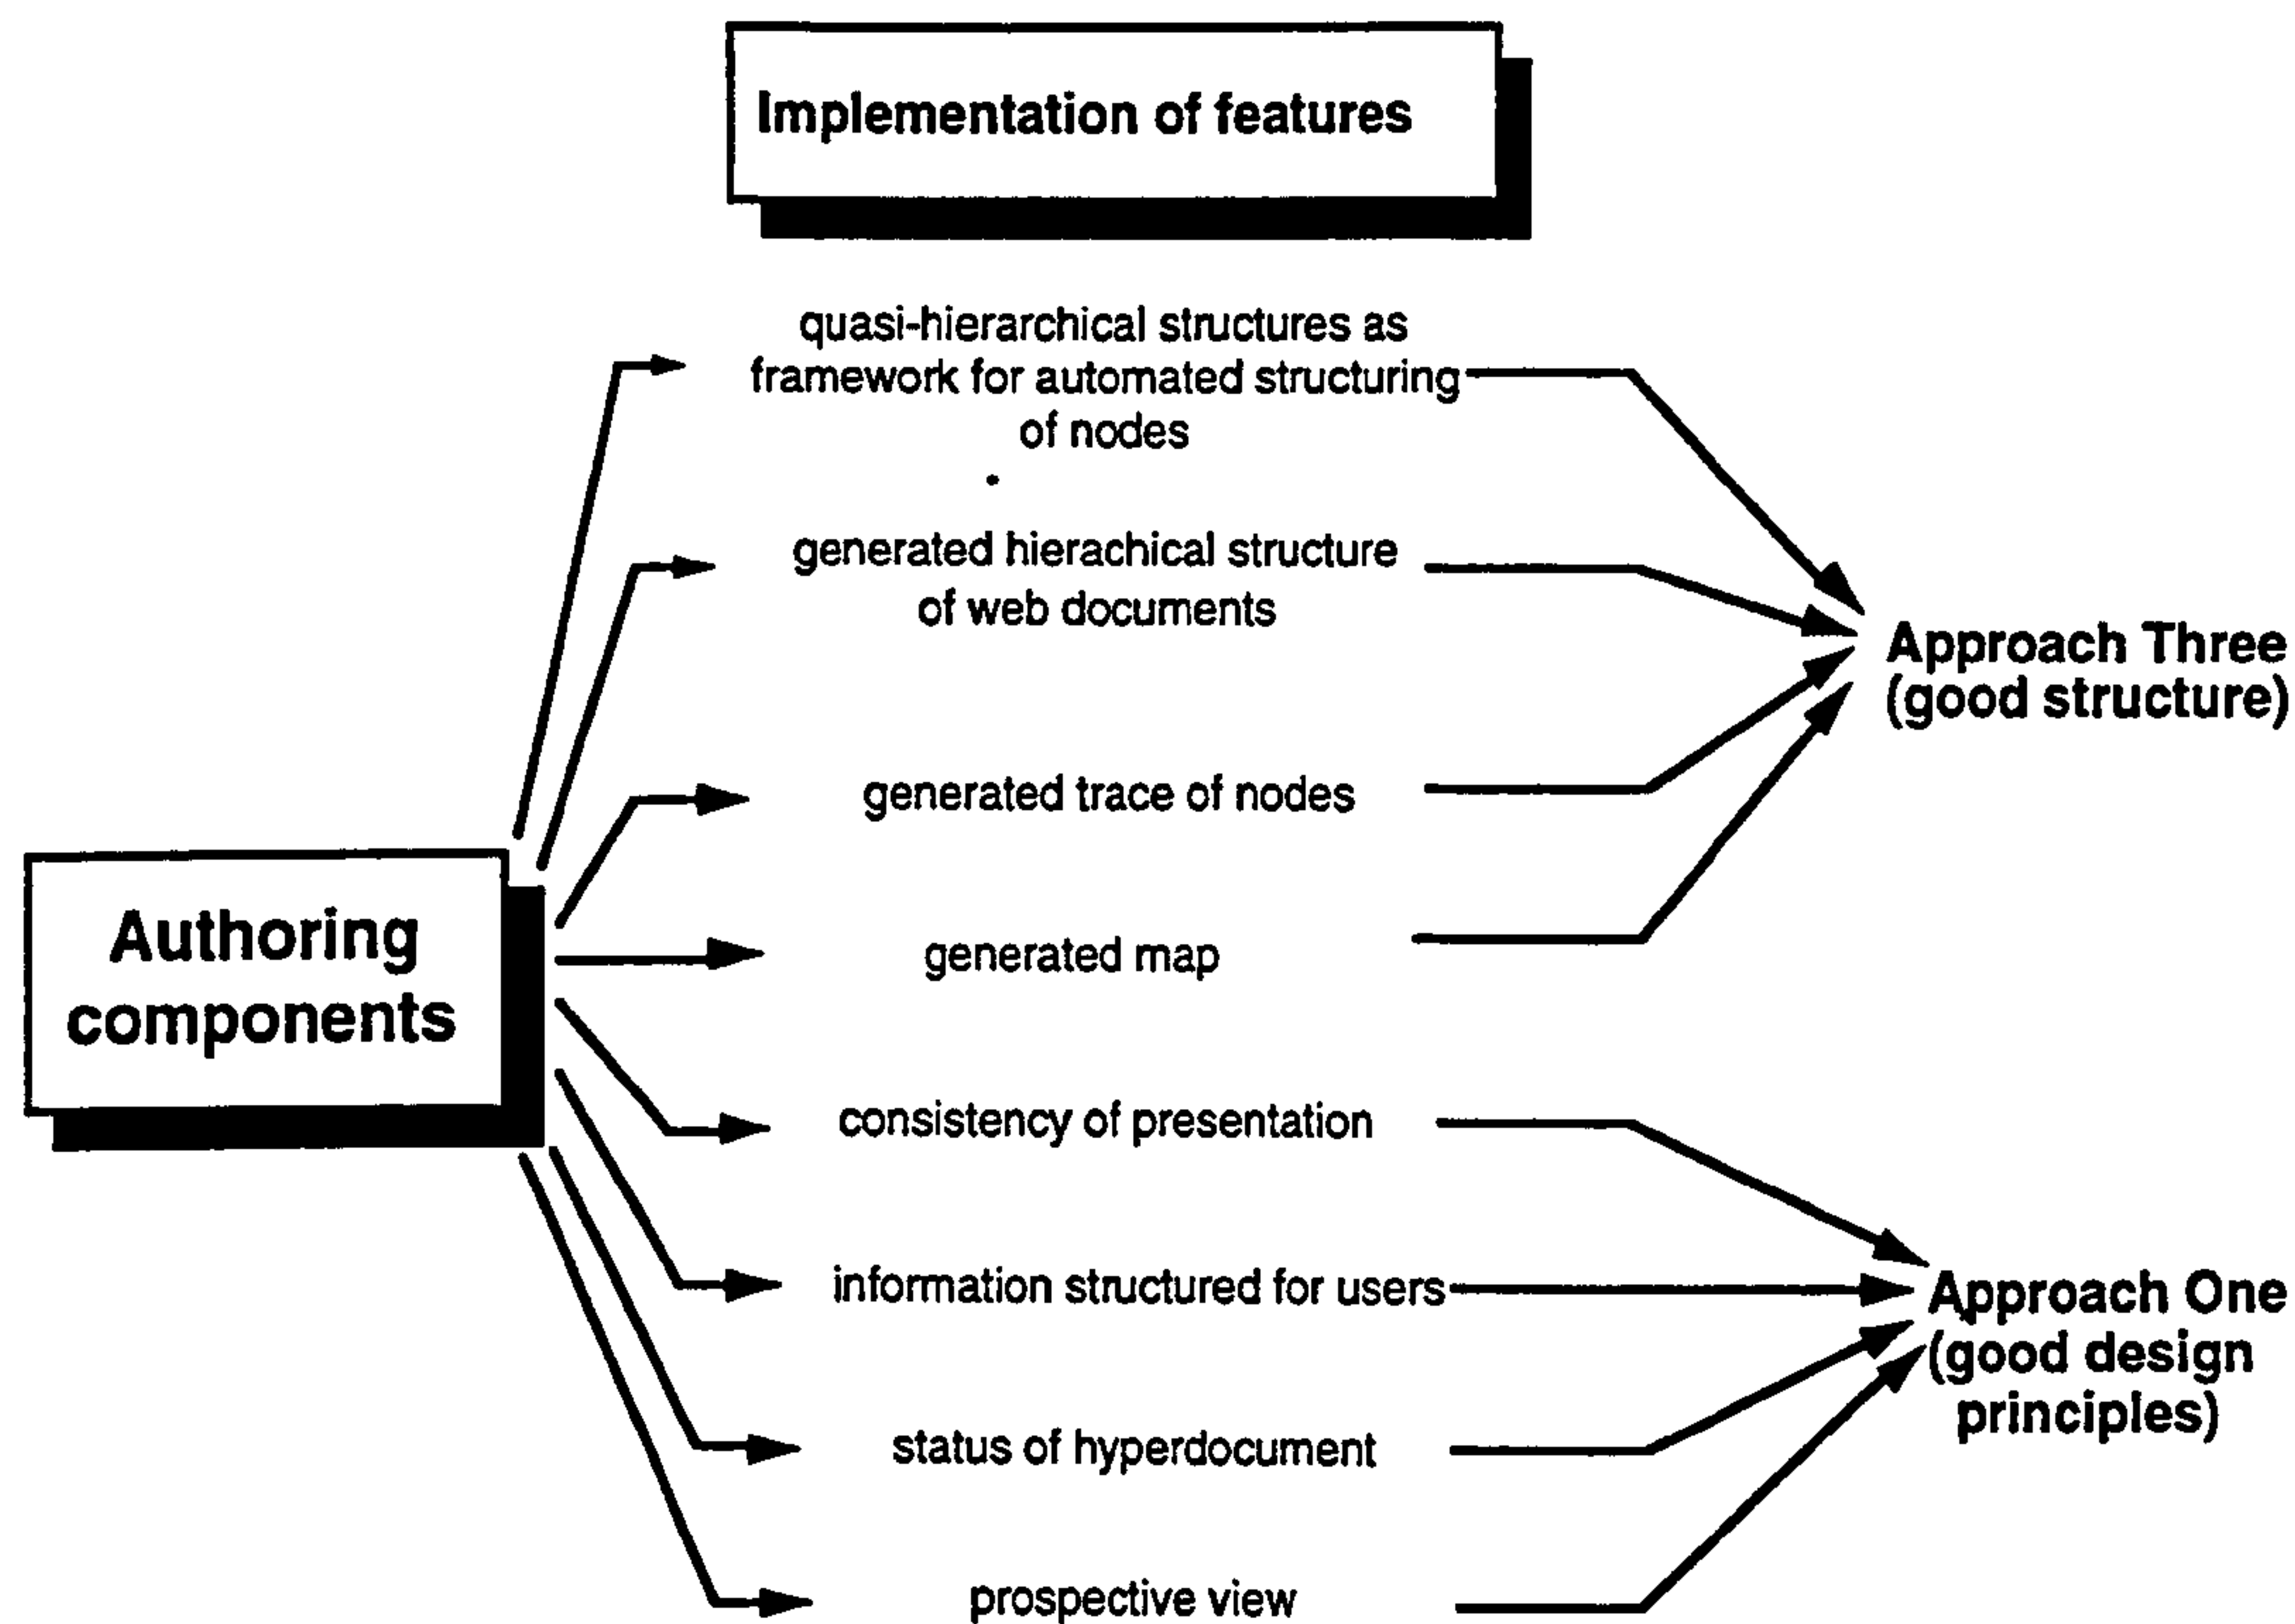 Implementation of features
quasi-hierarchical structures as
framework for automated structuring
of nodes
generated hierachical structure
of web documents
Approach Three
(good structure)
generated trace of nodes
Authoring
components
generated map
consistency of presentation
information structured for users
Approach One
(good design
principles)
status of hyperdocument
prospective view